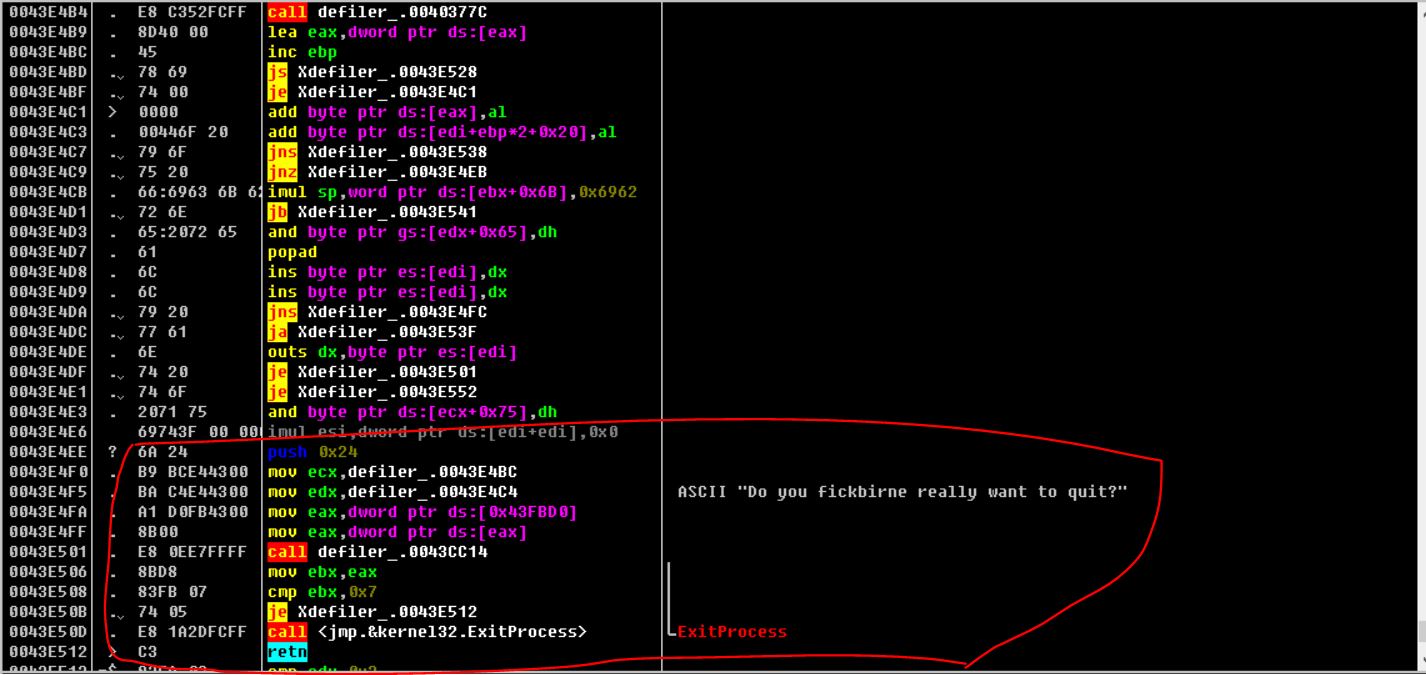 0043E4B4 . E8 C352FCFF call defiler_.0040377C
0043E4B9 . 8D40 00 lea eax,dword ptr ds:[eax]
0043E4BC . 45 inc ebp
0043E4BD .⌄ 78 69 js Xdefiler_.0043E528
0043E4BF .⌄ 74 00 je Xdefiler_.0043E4C1
0043E4C1 > 0000 add byte ptr ds:[eax],al
0043E4C3 . 00446F 20 add byte ptr ds:[edi+ebp*2+0x20],al
0043E4C7 .⌄ 79 6F jns Xdefiler_.0043E538
0043E4C9 .⌄ 75 20 jnz Xdefiler_.0043E4EB
0043E4CB . 66:6963 6B 62 imul sp,word ptr ds:[ebx+0x6B],0x6962
0043E4D1 .⌄ 72 6E jb Xdefiler_.0043E541
0043E4D3 . 65:2072 65 and byte ptr gs:[edx+0x65],dh
0043E4D7 . 61 popad
0043E4D8 . 6C ins byte ptr es:[edi],dx
0043E4D9 . 6C ins byte ptr es:[edi],dx
0043E4DA .⌄ 79 20 jns Xdefiler_.0043E4FC
0043E4DC .⌄ 77 61 ja Xdefiler_.0043E53F
0043E4DE . 6E outs dx,byte ptr es:[edi]
0043E4DF .⌄ 74 20 je Xdefiler_.0043E501
0043E4E1 .⌄ 74 6F je Xdefiler_.0043E552
0043E4E3 . 2071 75 and byte ptr ds:[ecx+0x75],dh
0043E4E6 69743F 00 00 imul esi,dword ptr ds:[edi+edi],0x0
0043E4EE ? 6A 24 push 0x24
0043E4F0 . B9 BCE44300 mov ecx,defiler_.0043E4BC
0043E4F5 . BA C4E44300 mov edx,defiler_.0043E4C4 ASCII "Do you fickbirne really want to quit?"
0043E4FA . A1 D0FB4300 mov eax,dword ptr ds:[0x43FBD0]
0043E4FF . 8B00 mov eax,dword ptr ds:[eax]
0043E501 . E8 0EE7FFFF call defiler_.0043CC14
0043E506 . 8BD8 mov ebx,eax
0043E508 . 83FB 07 cmp ebx,0x7
0043E50B .⌄ 74 05 je Xdefiler_.0043E512
0043E50D . E8 1A2DFCFF call <jmp.&kernel32.ExitProcess> ExitProcess
0043E512 > C3 retn